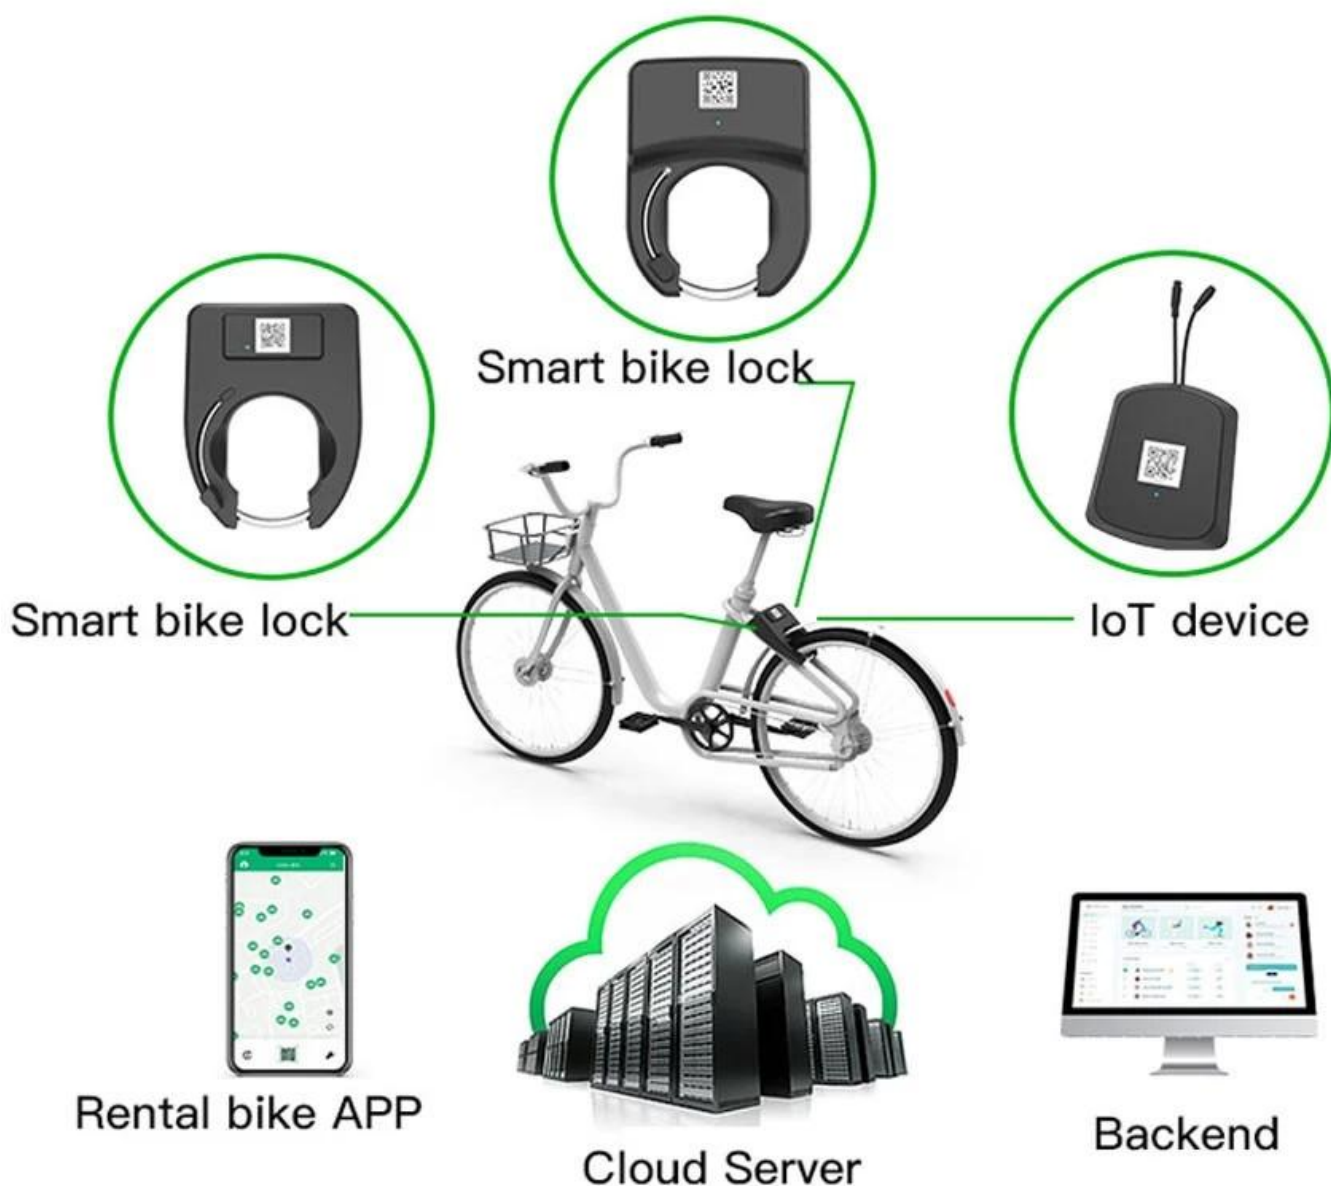 Smart bike lock
Smart bike lock
IoT device
Rental bike APP
Cloud Server
Backend